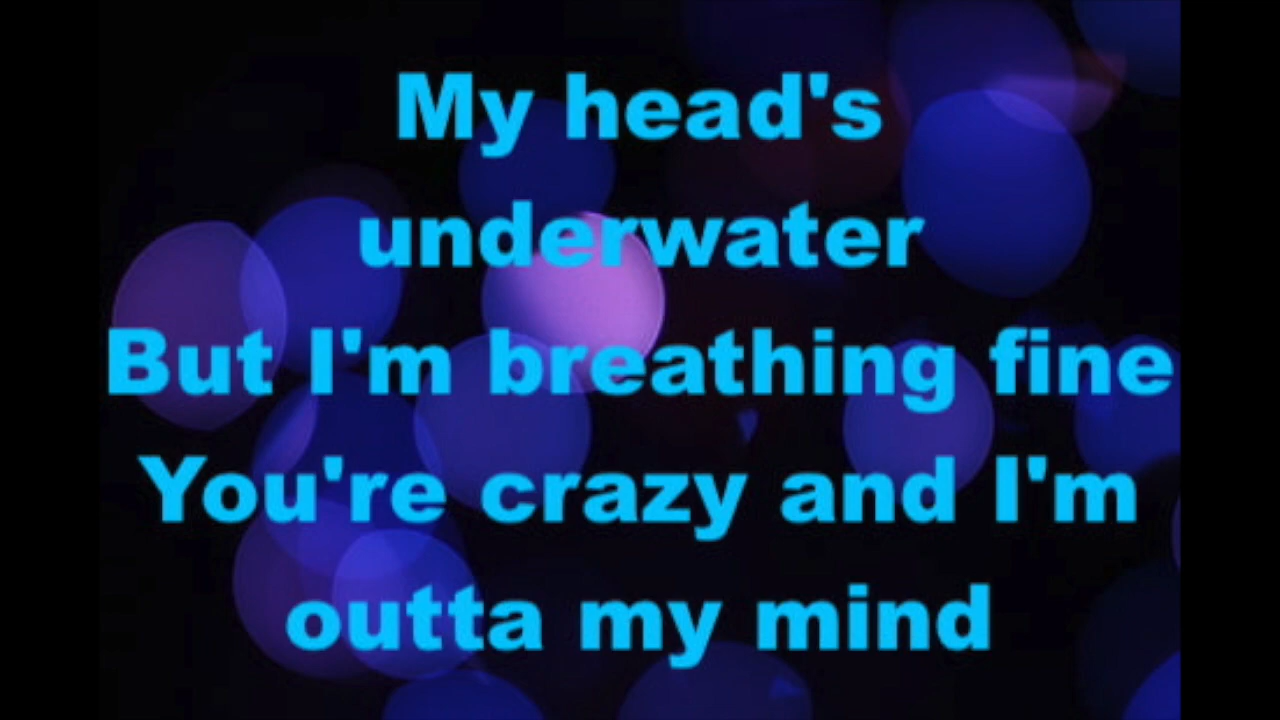 My head's
underwater
But I'm breathing fine
You're crazy and I'm
outta my mind